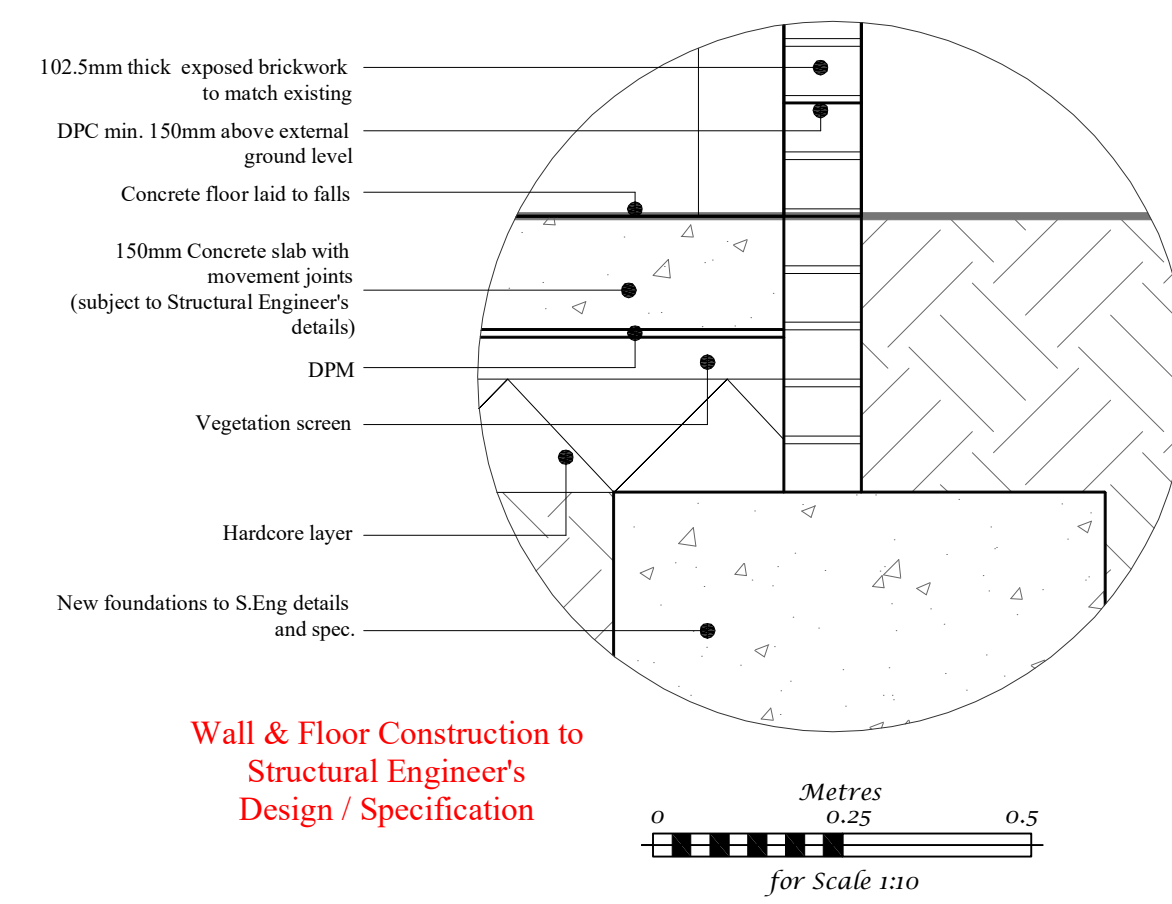 102.5mm thick exposed brickwork
to match existing
DPC min. 150mm above external
ground level
Concrete floor laid to falls
150mm Concrete slab with
movement joints
(subject to Structural Engineer's
details)
DPM
Vegetation screen
Hardcore layer
New foundations to S.Eng details
and spec.
Wall & Floor Construction to
Structural Engineer's
Design / Specification
Metres
0 0.25 0.5
for Scale 1:10